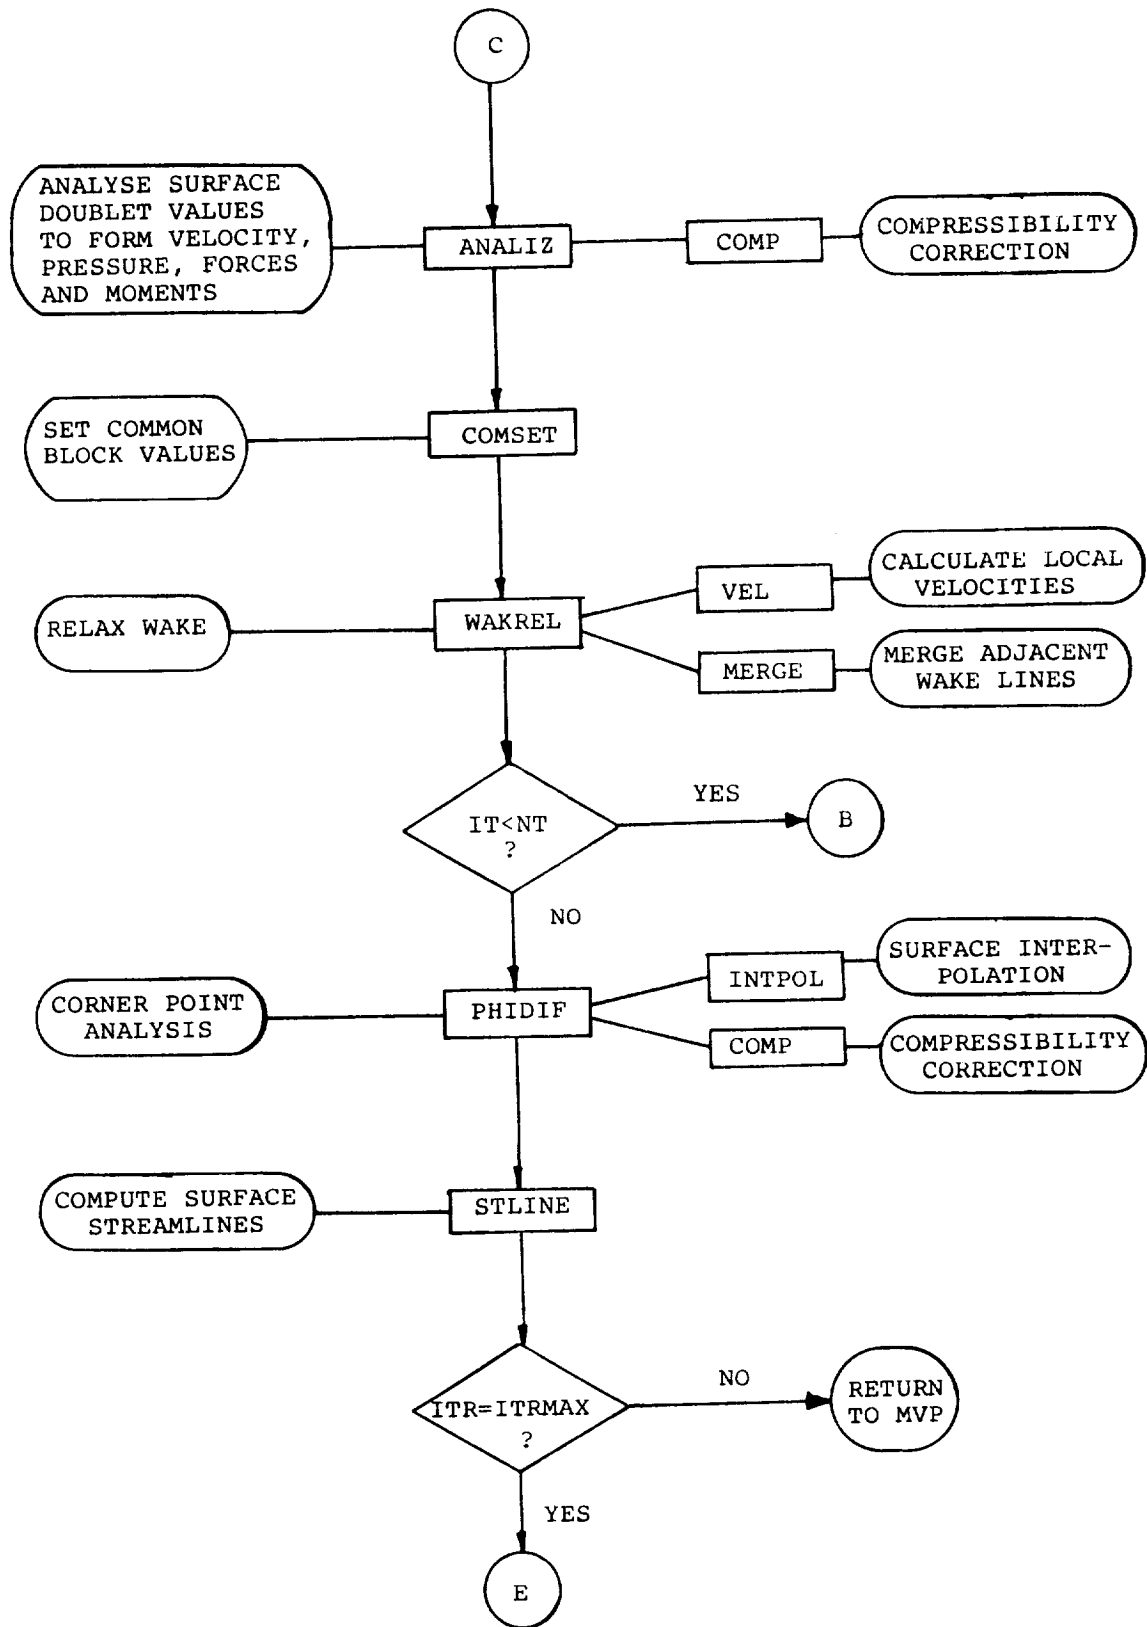 C
ANALYSE SURFACE
DOUBLET VALUES
TO FORM VELOCITY,
PRESSURE, FORCES
AND MOMENTS
ANALIZ
COMP
COMPRESSIBILITY
CORRECTION
SET COMMON
BLOCK VALUES
COMSET
RELAX WAKE
WAKREL
VEL
CALCULATE LOCAL
VELOCITIES
MERGE
MERGE ADJACENT
WAKE LINES
IT<NT
?
YES
B
NO
CORNER POINT
ANALYSIS
PHIDIF
INTPOL
SURFACE INTER-
POLATION
COMP
COMPRESSIBILITY
CORRECTION
COMPUTE SURFACE
STREAMLINES
STLINE
ITR=ITRMAX
?
NO
RETURN
TO MVP
YES
E